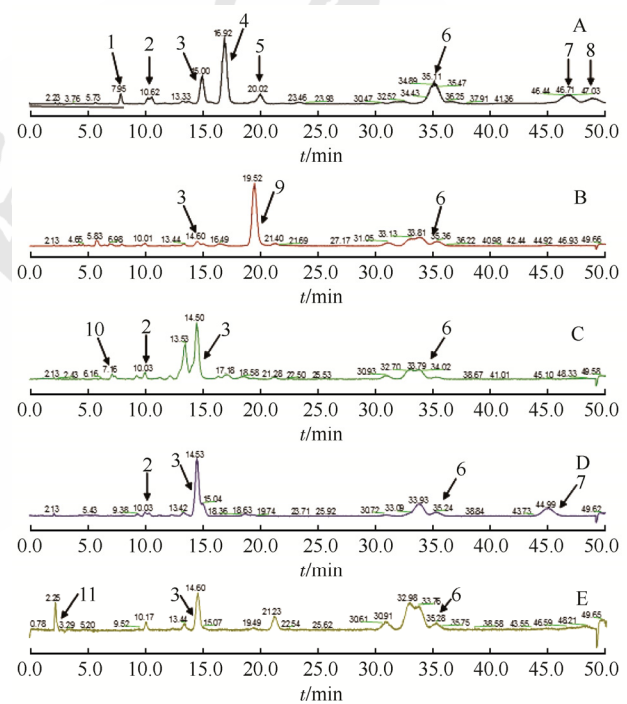 A
1 2 3 4 5 6 7 8
2.23 3.76 5.73 7.95 10.62 13.33 15.00 16.92 20.02 23.46 23.98 30.47 32.52 34.43 34.89 35.11 35.47 36.25 37.91 41.36 46.44 46.71 47.03
0.0 5.0 10.0 15.0 20.0 25.0 30.0 35.0 40.0 45.0 50.0
t/min
B
3 9 6
2.13 4.65 5.83 6.98 10.01 13.44 14.60 16.49 19.52 21.40 21.69 27.17 31.05 33.13 33.81 35.36 36.22 40.98 42.44 44.92 46.93 49.66
0.0 5.0 10.0 15.0 20.0 25.0 30.0 35.0 40.0 45.0 50.0
t/min
C
10 2 3 6
2.13 2.43 6.16 7.16 10.03 13.53 14.50 17.18 18.58 21.28 22.50 25.53 30.93 32.70 33.79 34.02 38.67 41.01 45.10 48.33 49.58
0.0 5.0 10.0 15.0 20.0 25.0 30.0 35.0 40.0 45.0 50.0
t/min
D
2 3 6 7
2.13 5.43 9.38 10.03 13.42 14.53 15.04 18.36 18.63 19.74 23.71 25.92 30.72 33.09 33.93 35.24 38.84 43.73 44.99 49.62
0.0 5.0 10.0 15.0 20.0 25.0 30.0 35.0 40.0 45.0 50.0
t/min
E
11 3 6
0.78 2.25 3.29 5.20 9.52 10.17 13.44 14.60 15.07 19.49 21.23 22.54 25.62 30.61 30.91 32.98 33.76 35.28 35.75 38.58 43.55 46.59 48.21 49.65
0.0 5.0 10.0 15.0 20.0 25.0 30.0 35.0 40.0 45.0 50.0
t/min